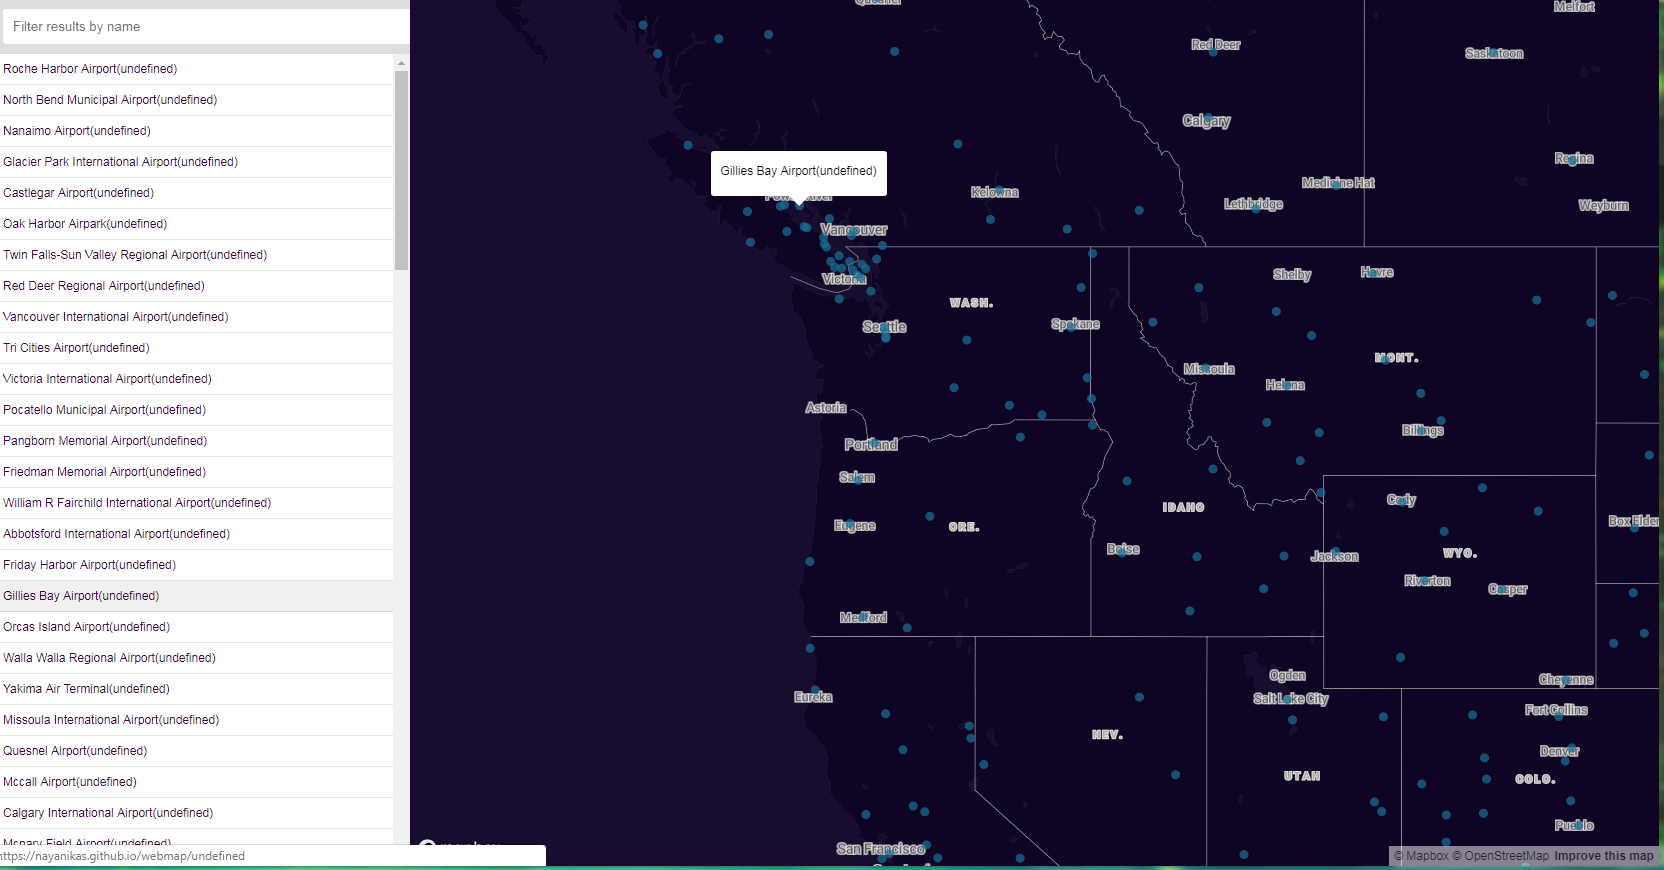 Filter results by name
Roche Harbor Airport(undefined)
North Bend Municipal Airport(undefined)
Nanaimo Airport(undefined)
Glacier Park International Airport(undefined)
Castlegar Airport(undefined)
Oak Harbor Airpark(undefined)
Twin Falls-Sun Valley Regional Airport(undefined)
Red Deer Regional Airport(undefined)
Vancouver International Airport(undefined)
Tri Cities Airport(undefined)
Victoria International Airport(undefined)
Pocatello Municipal Airport(undefined)
Pangborn Memorial Airport(undefined)
Friedman Memorial Airport(undefined)
William R Fairchild International Airport(undefined)
Abbotsford International Airport(undefined)
Friday Harbor Airport(undefined)
Gillies Bay Airport(undefined)
Orcas Island Airport(undefined)
Walla Walla Regional Airport(undefined)
Yakima Air Terminal(undefined)
Missoula International Airport(undefined)
Quesnel Airport(undefined)
Mccall Airport(undefined)
Calgary International Airport(undefined)
Mcnary Field Airport(undefined)
https://nayanikas.github.io/webmap/undefined
Quesnel
Melfort
Red Deer
Saskatoon
Calgary
Regina
Gillies Bay Airport(undefined)
Medicine Hat
Kelowna
Powell River
Lethbridge
Weyburn
Vancouver
Havre
Shelby
Victoria
WASH.
Spokane
Seattle
MONT.
Missoula
Helena
Astoria
Billings
Portland
Salem
Cody
IDAHO
Box Elder
Eugene
ORE.
Boise
WYO.
Jackson
Riverton
Casper
Medford
Ogden
Cheyenne
Eureka
Salt Lake City
Fort Collins
NEV.
Denver
UTAH
COLO.
Pueblo
mapbox
San Francisco
© Mapbox © OpenStreetMap Improve this map